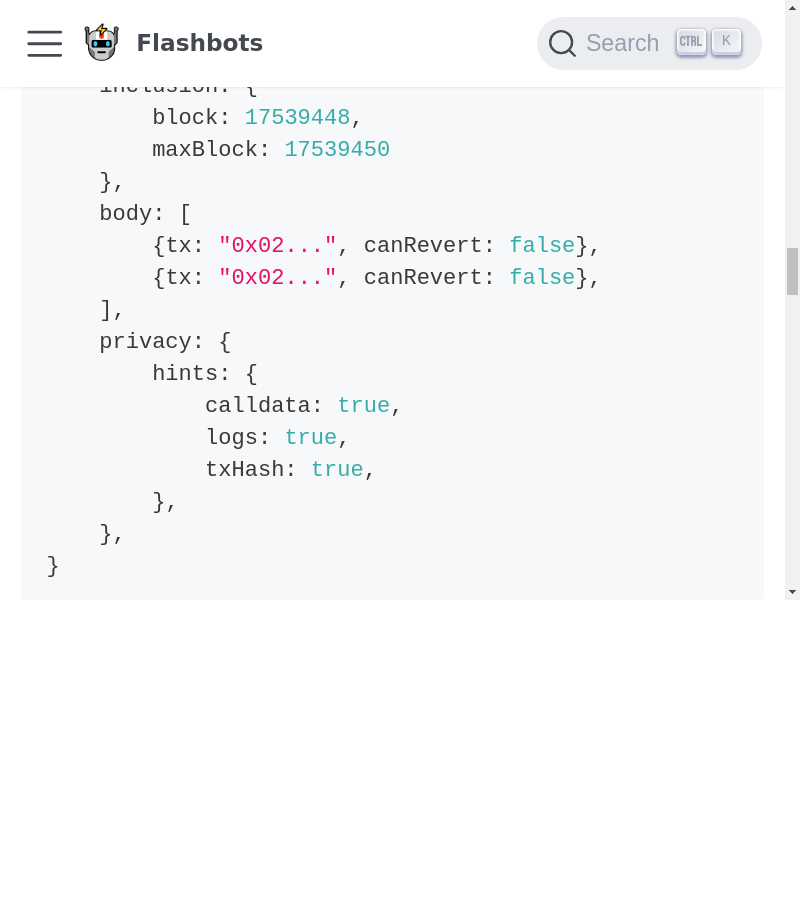 Flashbots
Search CTRL K
inclusion: {
block: 17539448,
maxBlock: 17539450
},
body: [
{tx: "0x02...", canRevert: false},
{tx: "0x02...", canRevert: false},
],
privacy: {
hints: {
calldata: true,
logs: true,
txHash: true,
},
},
}